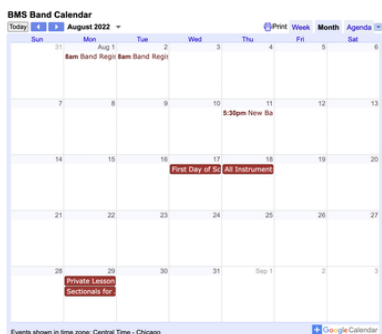 BMS Band Calendar
Today August 2022 Print Week Month Agenda
Sun Mon Tue Wed Thu Fri Sat
31 Aug 1 2 3 4 5 6
8am Band Regis 8am Band Regis
7 8 9 10 11 12 13
5:30pm New Ba
14 15 16 17 18 19 20
First Day of Sc All Instrument
21 22 23 24 25 26 27
28 29 30 31 Sep 1 2 3
Private Lesson
Sectionals for
Events shown in time zone: Central Time - Chicago
GoogleCalendar